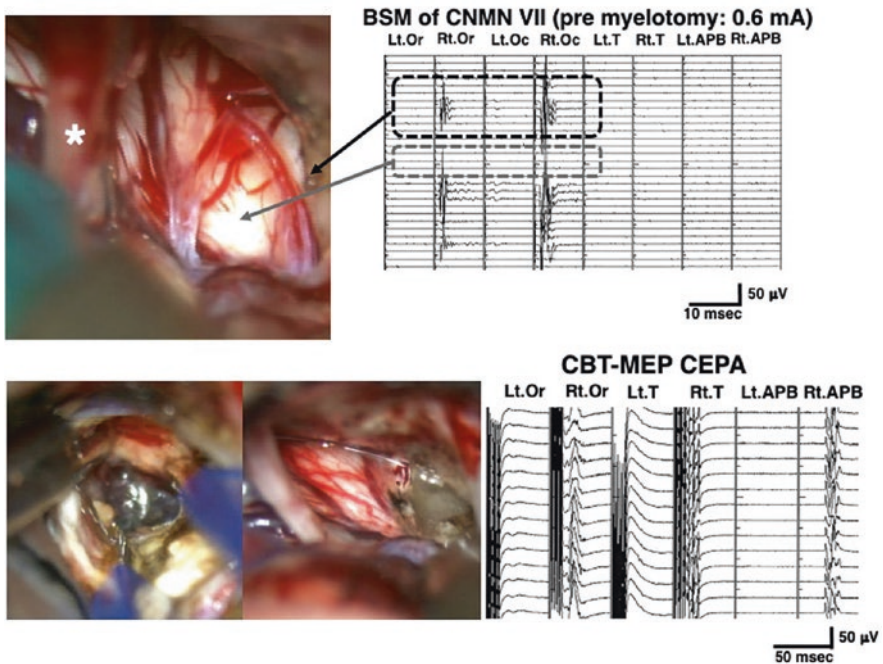 BSM of CNMN VII (pre myelotomy: 0.6 mA)
Lt.Or Rt.Or Lt.Oc Rt.Oc Lt.T Rt.T Lt.APB Rt.APB
*
50 μV
10 msec
CBT-MEP CEPA
Lt.Or Rt.Or Lt.T Rt.T Lt.APB Rt.APB
50 μV
50 msec